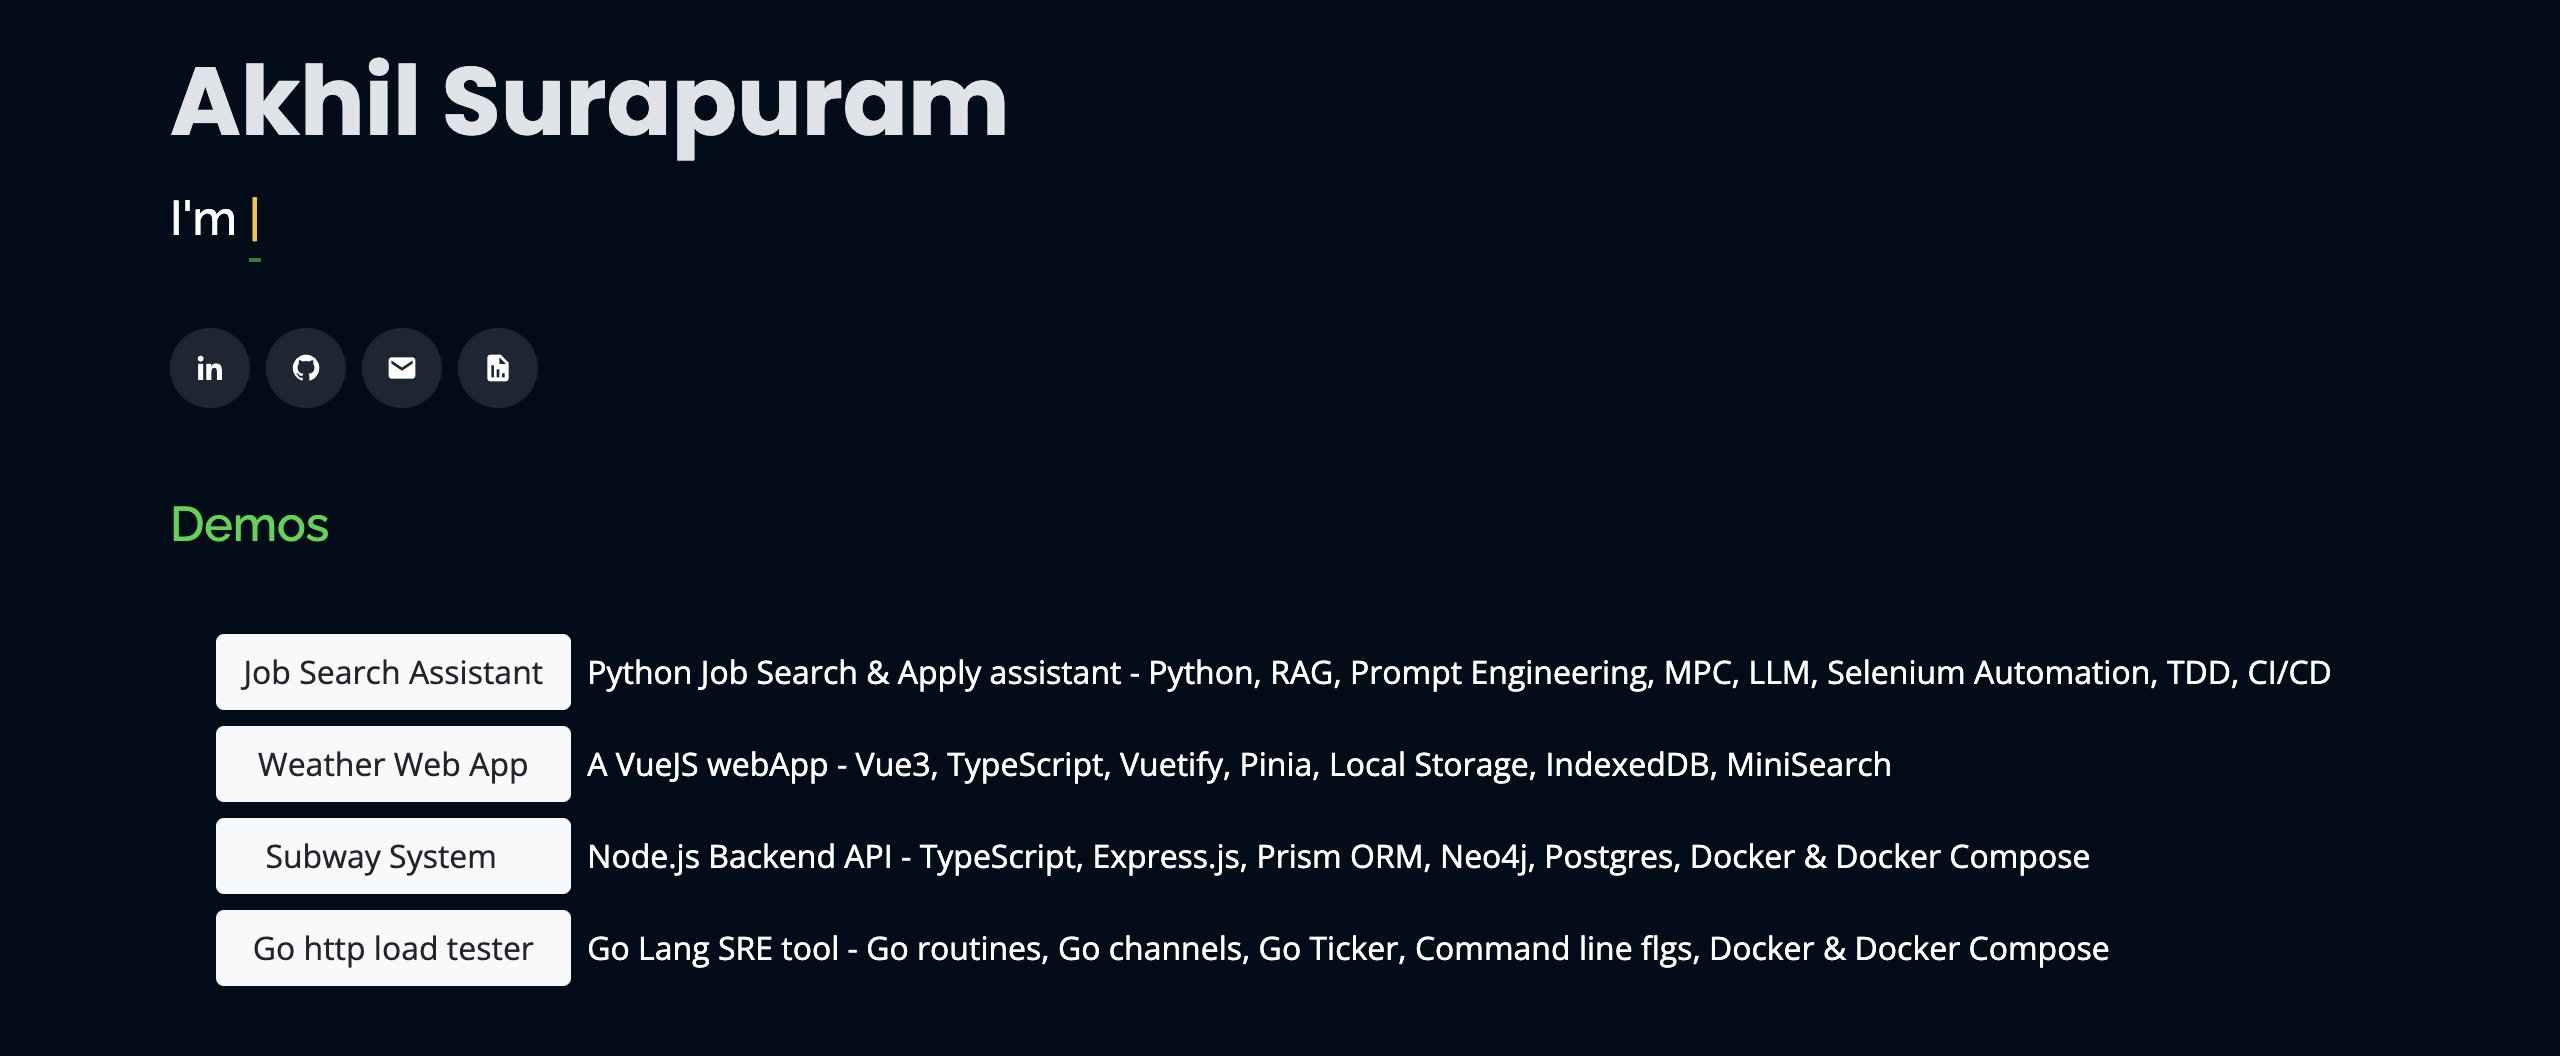 Akhil Surapuram
I'm |
in
Demos
Job Search Assistant Python Job Search & Apply assistant - Python, RAG, Prompt Engineering, MPC, LLM, Selenium Automation, TDD, CI/CD
Weather Web App A VueJS webApp - Vue3, TypeScript, Vuetify, Pinia, Local Storage, IndexedDB, MiniSearch
Subway System Node.js Backend API - TypeScript, Express.js, Prism ORM, Neo4j, Postgres, Docker & Docker Compose
Go http load tester Go Lang SRE tool - Go routines, Go channels, Go Ticker, Command line flgs, Docker & Docker Compose